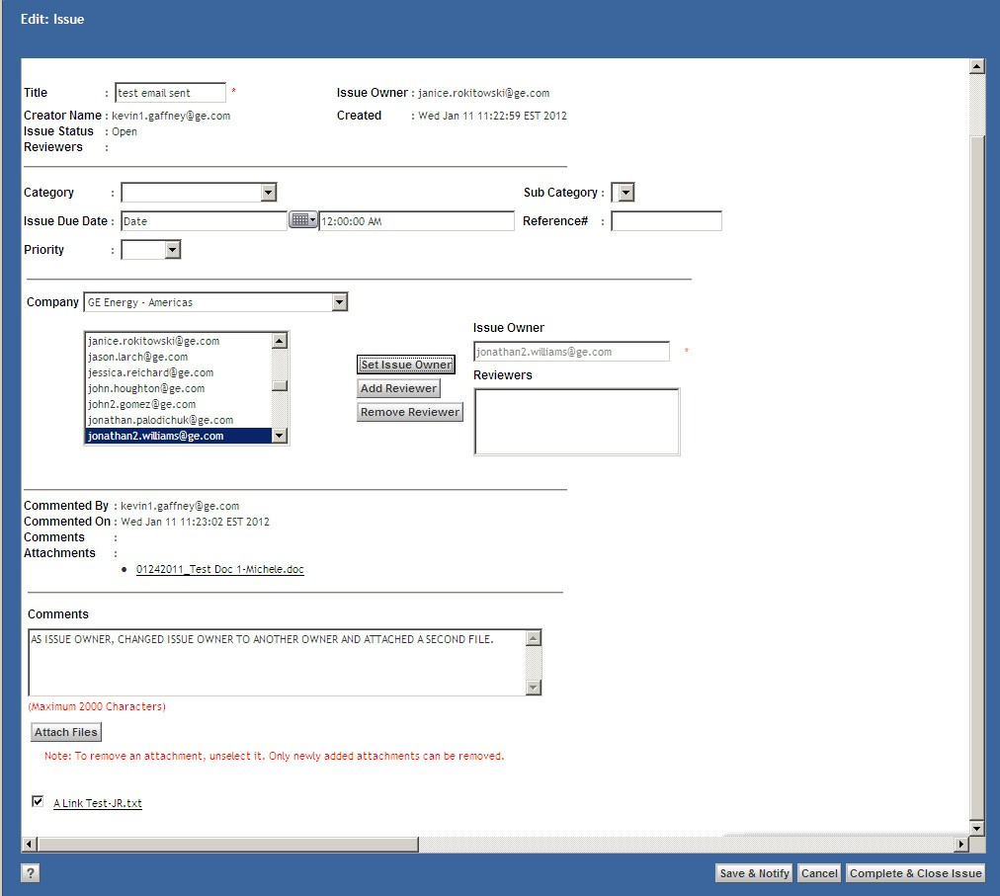 Edit: Issue
Title : test email sent * Issue Owner : janice.rokitowski@ge.com
Creator Name : kevin1.gaffney@ge.com Created : Wed Jan 11 11:22:59 EST 2012
Issue Status : Open
Reviewers :
Category : Sub Category :
Issue Due Date : Date 12:00:00 AM Reference# :
Priority :
Company GE Energy - Americas
janice.rokitowski@ge.com
jason.larch@ge.com
jessica.reichard@ge.com
john.houghton@ge.com
john2.gomez@ge.com
jonathan.palodichuk@ge.com
jonathan2.williams@ge.com
Set Issue Owner
Add Reviewer
Remove Reviewer
Issue Owner
jonathan2.williams@ge.com *
Reviewers
Commented By : kevin1.gaffney@ge.com
Commented On : Wed Jan 11 11:23:02 EST 2012
Comments :
Attachments :
• 01242011_Test Doc 1-Michele.doc
Comments
AS ISSUE OWNER, CHANGED ISSUE OWNER TO ANOTHER OWNER AND ATTACHED A SECOND FILE.
(Maximum 2000 Characters)
Attach Files
Note: To remove an attachment, unselect it. Only newly added attachments can be removed.
A Link Test-JR.txt
? Save & Notify Cancel Complete & Close Issue